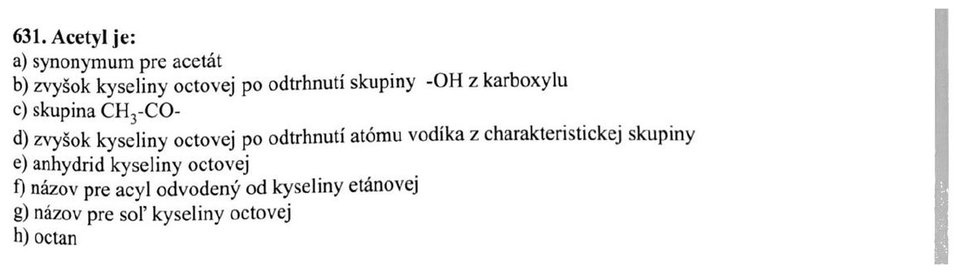 631. Acetyl je:
a) synonymum pre acetát
b) zvyšok kyseliny octovej po odtrhnutí skupiny -OH z karboxylu
c) skupina CH₃-CO-
d) zvyšok kyseliny octovej po odtrhnutí atómu vodíka z charakteristickej skupiny
e) anhydrid kyseliny octovej
f) názov pre acyl odvodený od kyseliny etánovej
g) názov pre soľ kyseliny octovej
h) octan